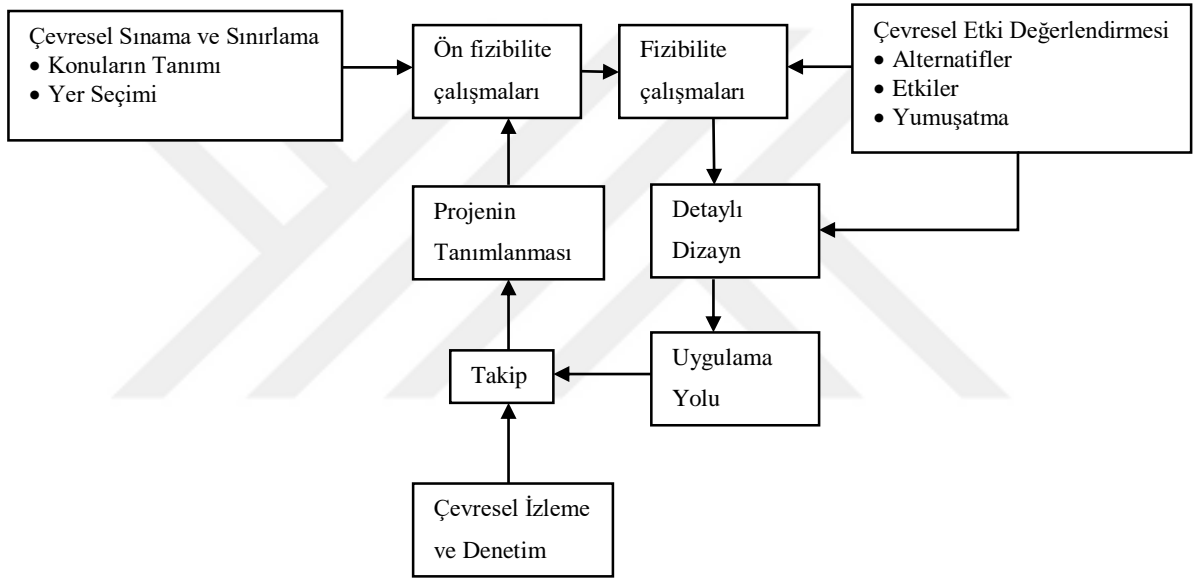 Çevresel Sınama ve Sınırlama
• Konuların Tanımı
• Yer Seçimi
Ön fizibilite
çalışmaları
Fizibilite
çalışmaları
Çevresel Etki Değerlendirmesi
• Alternatifler
• Etkiler
• Yumuşatma
Projenin
Tanımlanması
Detaylı
Dizayn
Takip
Uygulama
Yolu
Çevresel İzleme
ve Denetim